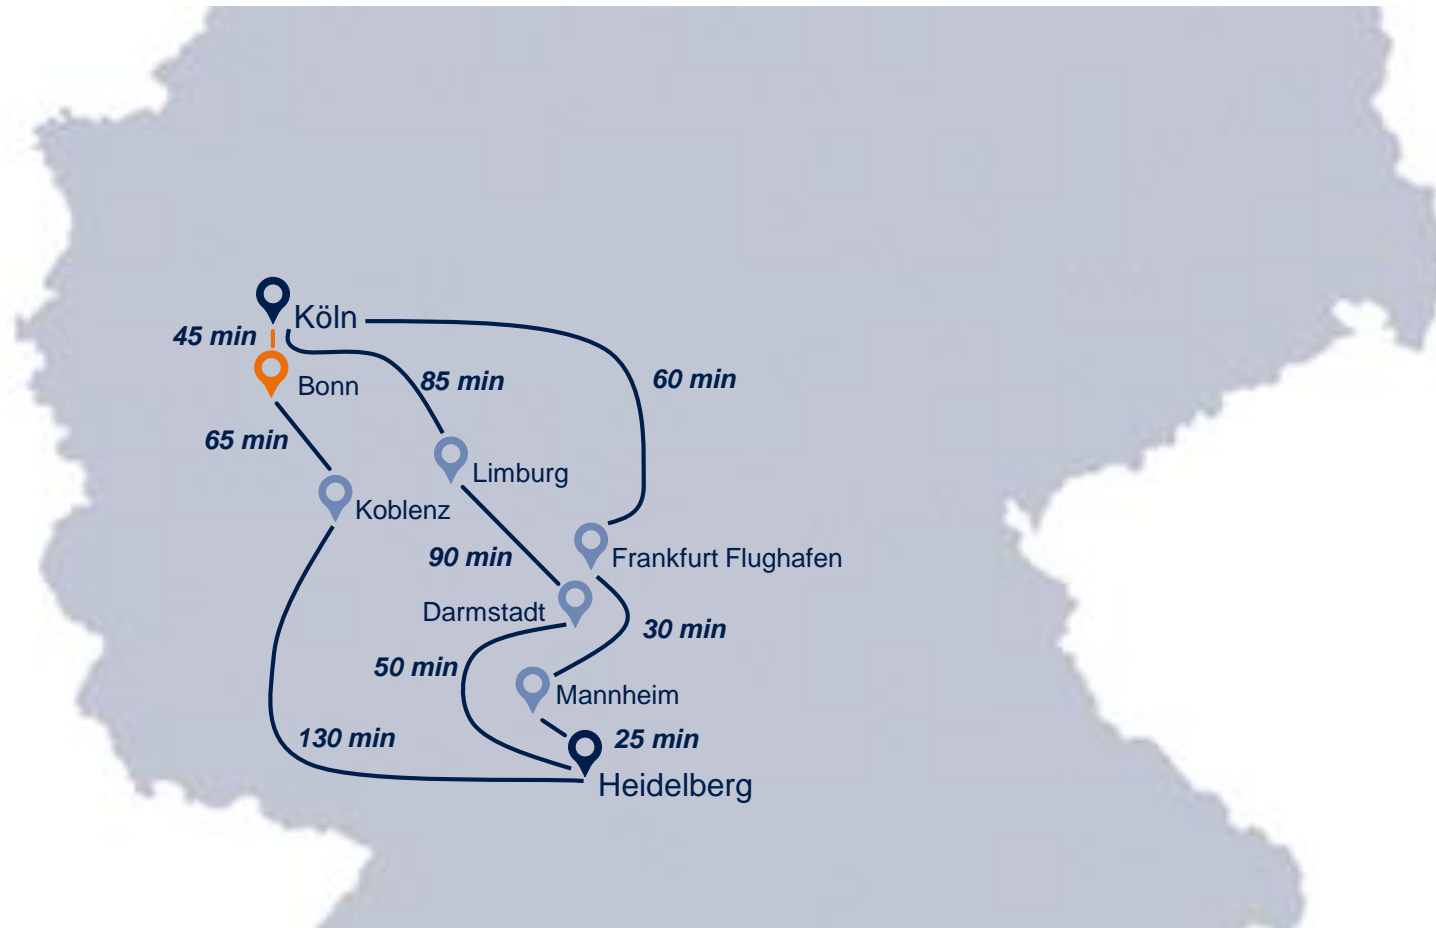 Köln
45 min
Bonn
85 min
60 min
65 min
Limburg
Koblenz
90 min
Frankfurt Flughafen
Darmstadt
30 min
50 min
Mannheim
130 min
25 min
Heidelberg